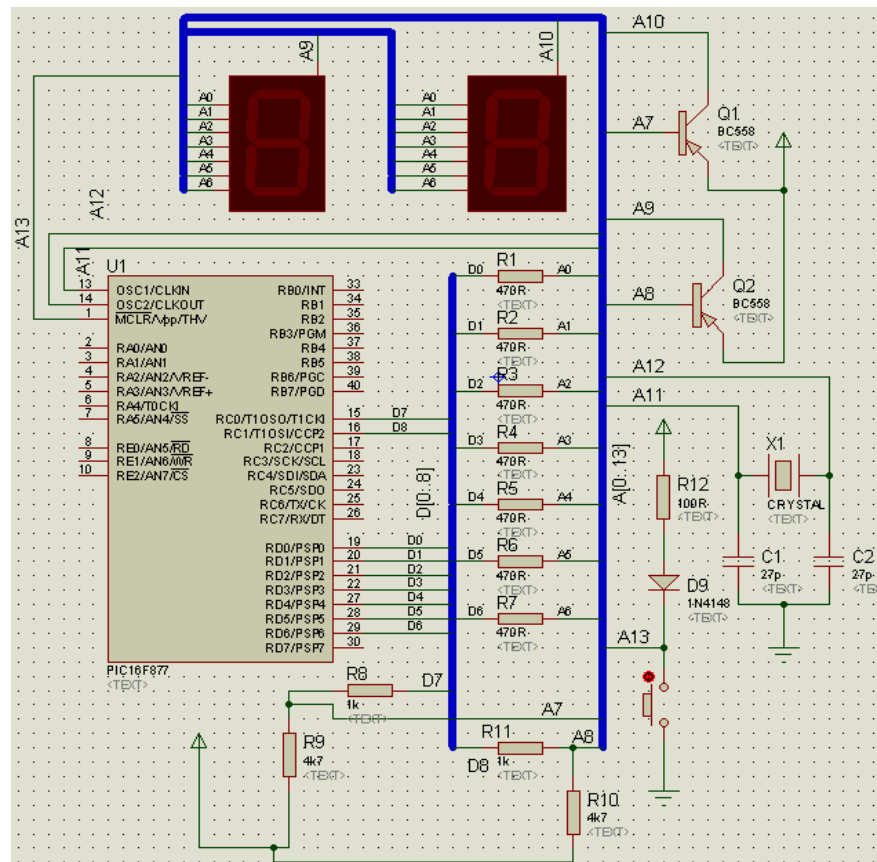 A10
A9
A10
A0
A1
A2
A3
A4
A5
A6
A0
A1
A2
A3
A4
A5
A6
A7
Q1
BC558
<TEXT>
A13
A12
A11
A9
A8
Q2
BC558
<TEXT>
U1
13 OSC1/CLKIN RB0/INT 33
14 OSC2/CLKOUT RB1 34
1 MCLR/Vpp/THV RB2 35
RB3/PGM 36
2 RA0/AN0 RB4 37
3 RA1/AN1 RB5 38
4 RA2/AN2/VREF- RB6/PGC 39
5 RA3/AN3/VREF+ RB7/PGD 40
6 RA4/T0CKI
7 RA5/AN4/SS RC0/T1OSO/T1CKI 15 D7
RC1/T1OSI/CCP2 16 D8
8 RE0/AN5/RD RC2/CCP1 17
9 RE1/AN6/WR RC3/SCK/SCL 18
10 RE2/AN7/CS RC4/SDI/SDA 23
RC5/SDO 24
RC6/TX/CK 25
RC7/RX/DT 26
RD0/PSP0 19 D0
RD1/PSP1 20 D1
RD2/PSP2 21 D2
RD3/PSP3 22 D3
RD4/PSP4 27 D4
RD5/PSP5 28 D5
RD6/PSP6 29 D6
RD7/PSP7 30
PIC16F877
<TEXT>
D[0..8]
D0 R1 A0
470R
<TEXT>
D1 R2 A1
470R
<TEXT>
D2 R3 A2
470R
<TEXT>
D3 R4 A3
470R
<TEXT>
D4 R5 A4
470R
<TEXT>
D5 R6 A5
470R
<TEXT>
D6 R7 A6
470R
<TEXT>
A[0..13]
A12
A11
X1
CRYSTAL
<TEXT>
R12
100R
<TEXT>
C1
27p
<TEXT>
C2
27p
<TEX
D9
1N4148
<TEXT>
A13
R8 D7
1k
<TEXT>
A7
R9
4k7
<TEXT>
R11 A8
D8 1k
<TEXT>
R10
4k7
<TEXT>